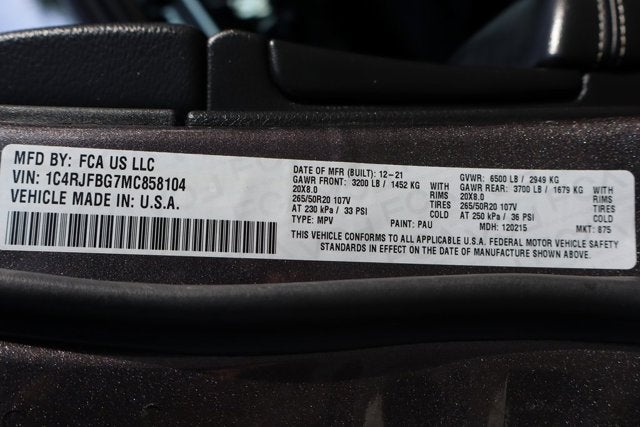 MFD BY: FCA US LLC
VIN: 1C4RJFBG7MC858104
VEHICLE MADE IN: U.S.A.
DATE OF MFR (BUILT): 12-21 GVWR: 6500 LB / 2949 KG
GAWR FRONT: 3200 LB / 1452 KG WITH GAWR REAR: 3700 LB / 1679 KG WITH
20X8.0 RIMS 20X8.0 RIMS
265/50R20 107V TIRES 265/50R20 107V TIRES
AT 230 kPa / 33 PSI COLD AT 250 kPa / 36 PSI COLD
TYPE: MPV PAINT: PAU MDH: 120215 MKT: 875
THIS VEHICLE CONFORMS TO ALL APPLICABLE U.S.A. FEDERAL MOTOR VEHICLE SAFETY
STANDARDS IN EFFECT ON THE DATE OF MANUFACTURE SHOWN ABOVE.